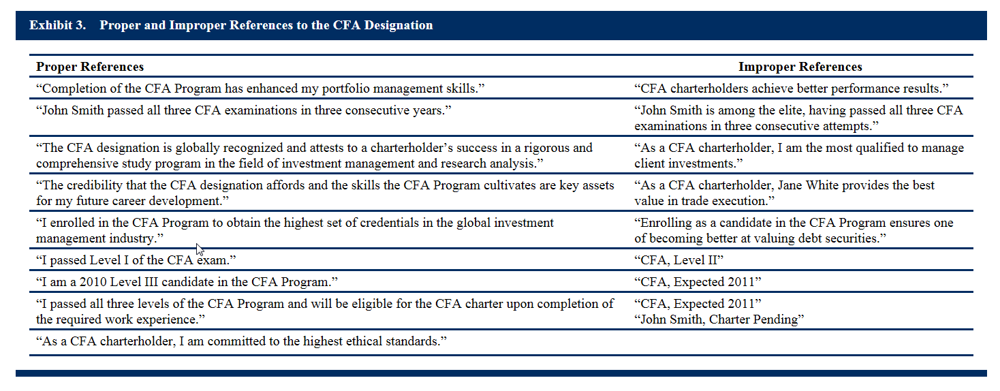 Exhibit 3. Proper and Improper References to the CFA Designation
Proper References
Improper References
“Completion of the CFA Program has enhanced my portfolio management skills.”
“CFA charterholders achieve better performance results.”
“John Smith passed all three CFA examinations in three consecutive years.”
“John Smith is among the elite, having passed all three CFA
examinations in three consecutive attempts.”
“The CFA designation is globally recognized and attests to a charterholder’s success in a rigorous and
comprehensive study program in the field of investment management and research analysis.”
“As a CFA charterholder, I am the most qualified to manage
client investments.”
“The credibility that the CFA designation affords and the skills the CFA Program cultivates are key assets
for my future career development.”
“As a CFA charterholder, Jane White provides the best
value in trade execution.”
“I enrolled in the CFA Program to obtain the highest set of credentials in the global investment
management industry.”
“Enrolling as a candidate in the CFA Program ensures one
of becoming better at valuing debt securities.”
“I passed Level I of the CFA exam.”
“CFA, Level II”
“I am a 2010 Level III candidate in the CFA Program.”
“CFA, Expected 2011”
“I passed all three levels of the CFA Program and will be eligible for the CFA charter upon completion of
the required work experience.”
“CFA, Expected 2011”
“John Smith, Charter Pending”
“As a CFA charterholder, I am committed to the highest ethical standards.”